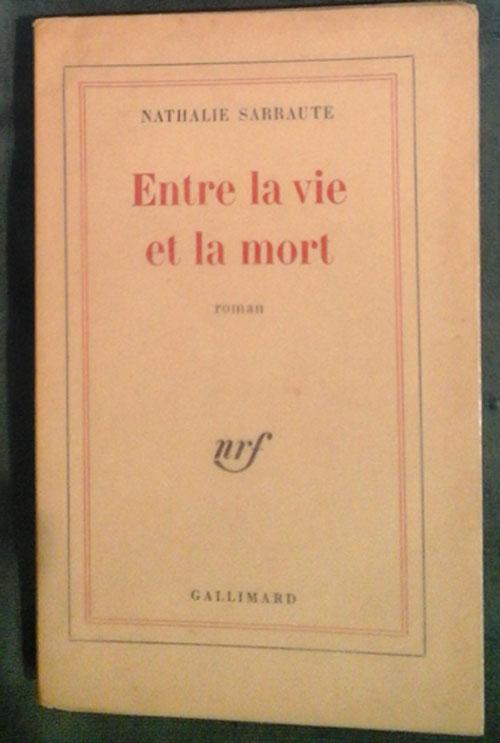 NATHALIE SARRAUTE
Entre la vie
et la mort
roman
nrf
GALLIMARD